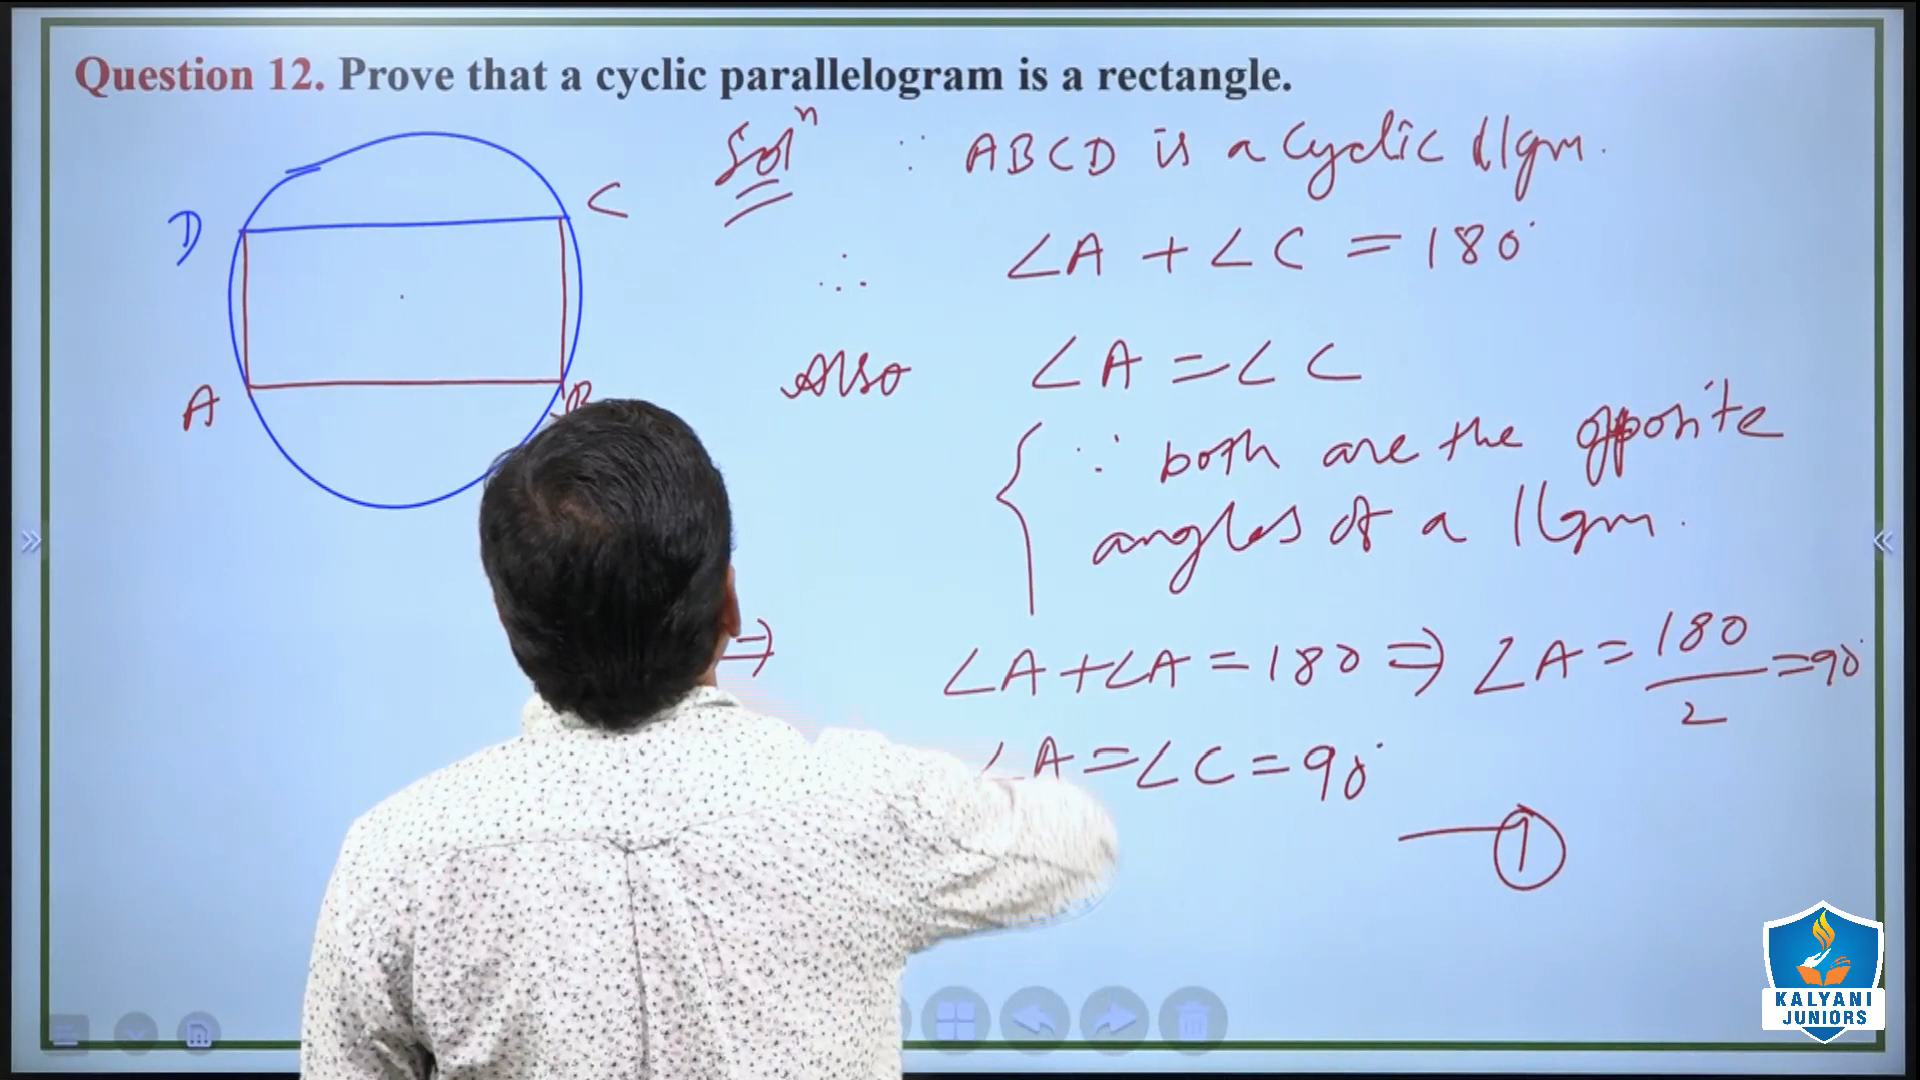 Question 12. Prove that a cyclic parallelogram is a rectangle.
Solⁿ ∵ ABCD is a cyclic ||gm.
D
C
∴ ∠A + ∠C = 180°
Also ∠A = ∠C
A
B
{ ∵ both are the opposite
angles of a ||gm.
⇒ ∠A + ∠A = 180 ⇒ ∠A = 180/2 = 90°
∠A = ∠C = 90°
— ①
KALYANI
JUNIORS